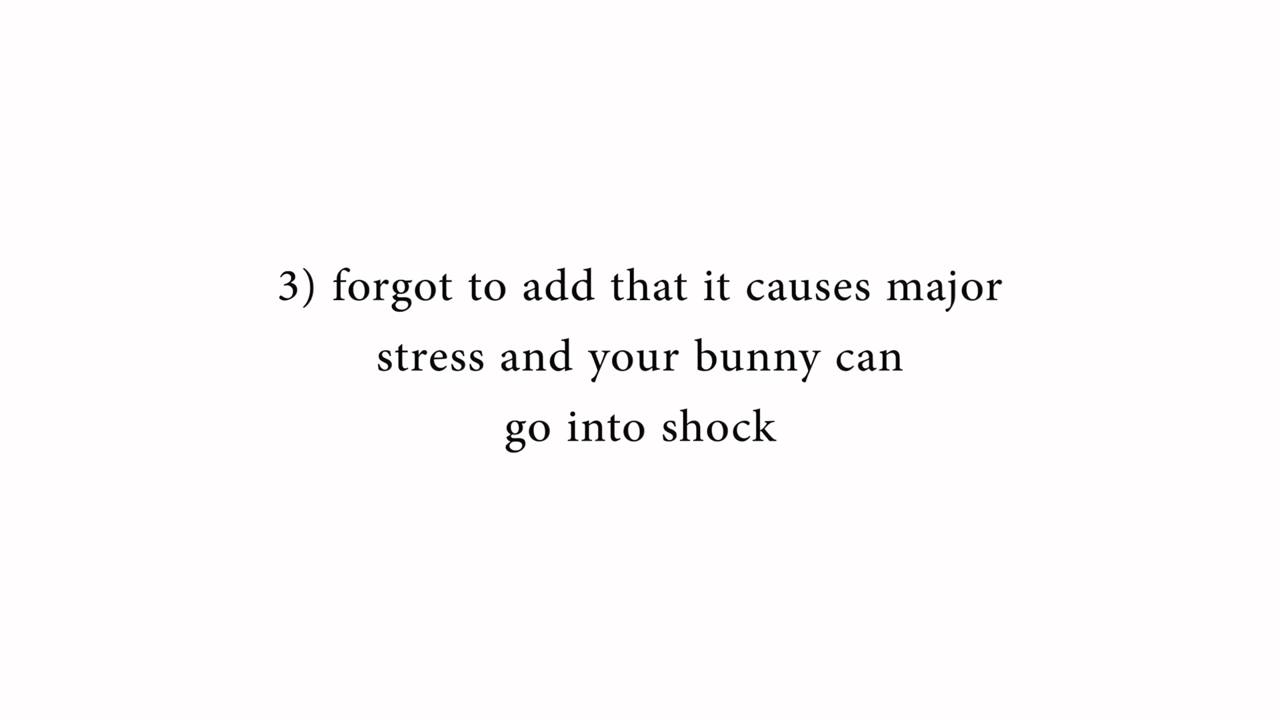 3) forgot to add that it causes major
stress and your bunny can
go into shock